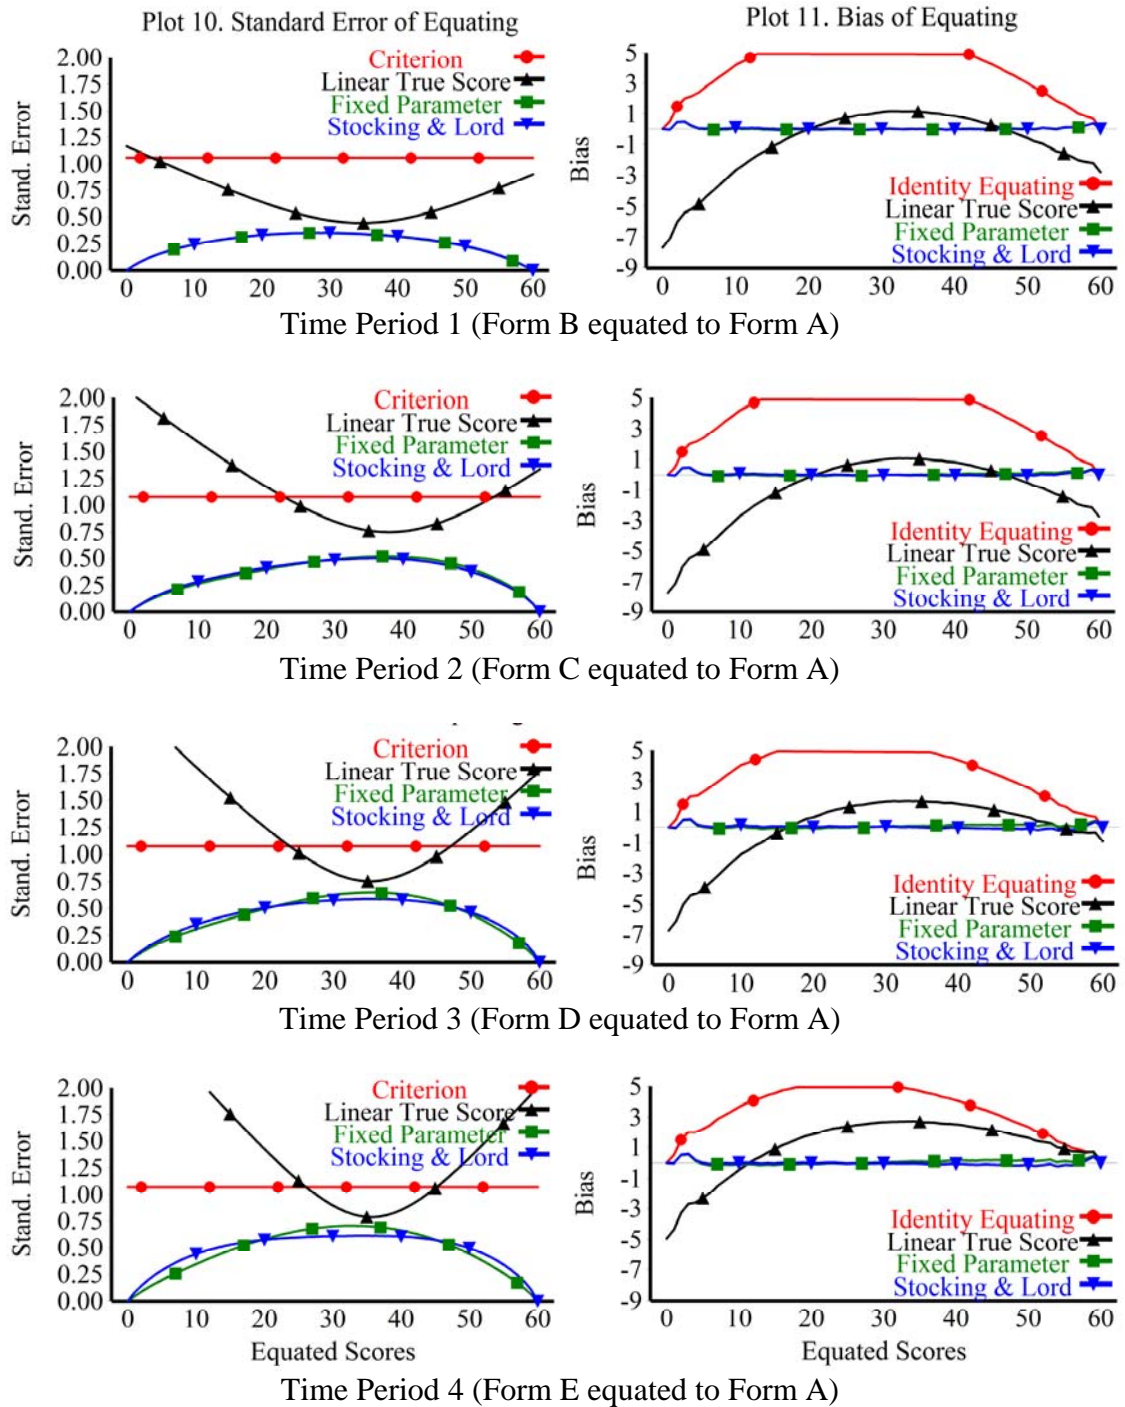 Plot 10. Standard Error of Equating
Stand. Error
2.00
1.75
1.50
1.25
1.00
0.75
0.50
0.25
0.00
Criterion
Linear True Score
Fixed Parameter
Stocking & Lord
0 10 20 30 40 50 60
Plot 11. Bias of Equating
Bias
5
3
1
-1
-3
-5
-7
-9
Identity Equating
Linear True Score
Fixed Parameter
Stocking & Lord
0 10 20 30 40 50 60
Time Period 1 (Form B equated to Form A)
Stand. Error
2.00
1.75
1.50
1.25
1.00
0.75
0.50
0.25
0.00
Criterion
Linear True Score
Fixed Parameter
Stocking & Lord
0 10 20 30 40 50 60
Bias
5
3
1
-1
-3
-5
-7
-9
Identity Equating
Linear True Score
Fixed Parameter
Stocking & Lord
0 10 20 30 40 50 60
Time Period 2 (Form C equated to Form A)
Stand. Error
2.00
1.75
1.50
1.25
1.00
0.75
0.50
0.25
0.00
Criterion
Linear True Score
Fixed Parameter
Stocking & Lord
0 10 20 30 40 50 60
Bias
5
3
1
-1
-3
-5
-7
-9
Identity Equating
Linear True Score
Fixed Parameter
Stocking & Lord
0 10 20 30 40 50 60
Time Period 3 (Form D equated to Form A)
Stand. Error
2.00
1.75
1.50
1.25
1.00
0.75
0.50
0.25
0.00
Criterion
Linear True Score
Fixed Parameter
Stocking & Lord
0 10 20 30 40 50 60
Equated Scores
Bias
5
3
1
-1
-3
-5
-7
-9
Identity Equating
Linear True Score
Fixed Parameter
Stocking & Lord
0 10 20 30 40 50 60
Equated Scores
Time Period 4 (Form E equated to Form A)